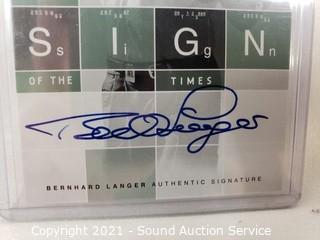 Ss Ii Gg Nn
OF THE TIMES
BERNHARD LANGER AUTHENTIC SIGNATURE
Copyright 2021 - Sound Auction Service